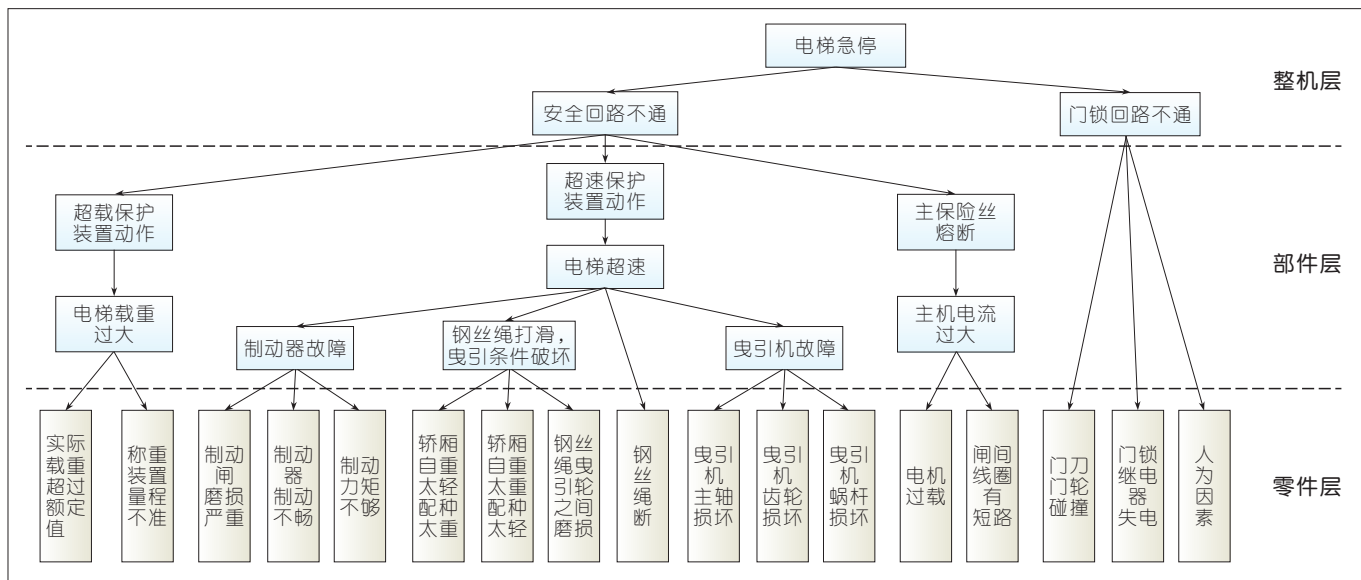 电梯急停
整机层
安全回路不通
门锁回路不通
超载保护
装置动作
超速保护
装置动作
主保险丝
熔断
电梯超速
部件层
电梯载重
过大
制动器故障
钢丝绳打滑，
曳引条件破坏
曳引机故障
主机电流
过大
实际
载重
超过
额定
值
称重
装置
量程
不准
制动
闸
磨损
严重
制动
器
制动
不畅
制动
力矩
不够
轿厢
自重
太轻
配种
太重
轿厢
自重
太重
配种
太轻
钢丝
绳曳
引轮
之间
磨损
钢
丝
绳
断
曳引
机
主轴
损坏
曳引
机
齿轮
损坏
曳引
机
蜗杆
损坏
电机
过载
闸间
线圈
有
短路
门刀
门轮
碰撞
门锁
继电
器
失电
人
为
因
素
零件层